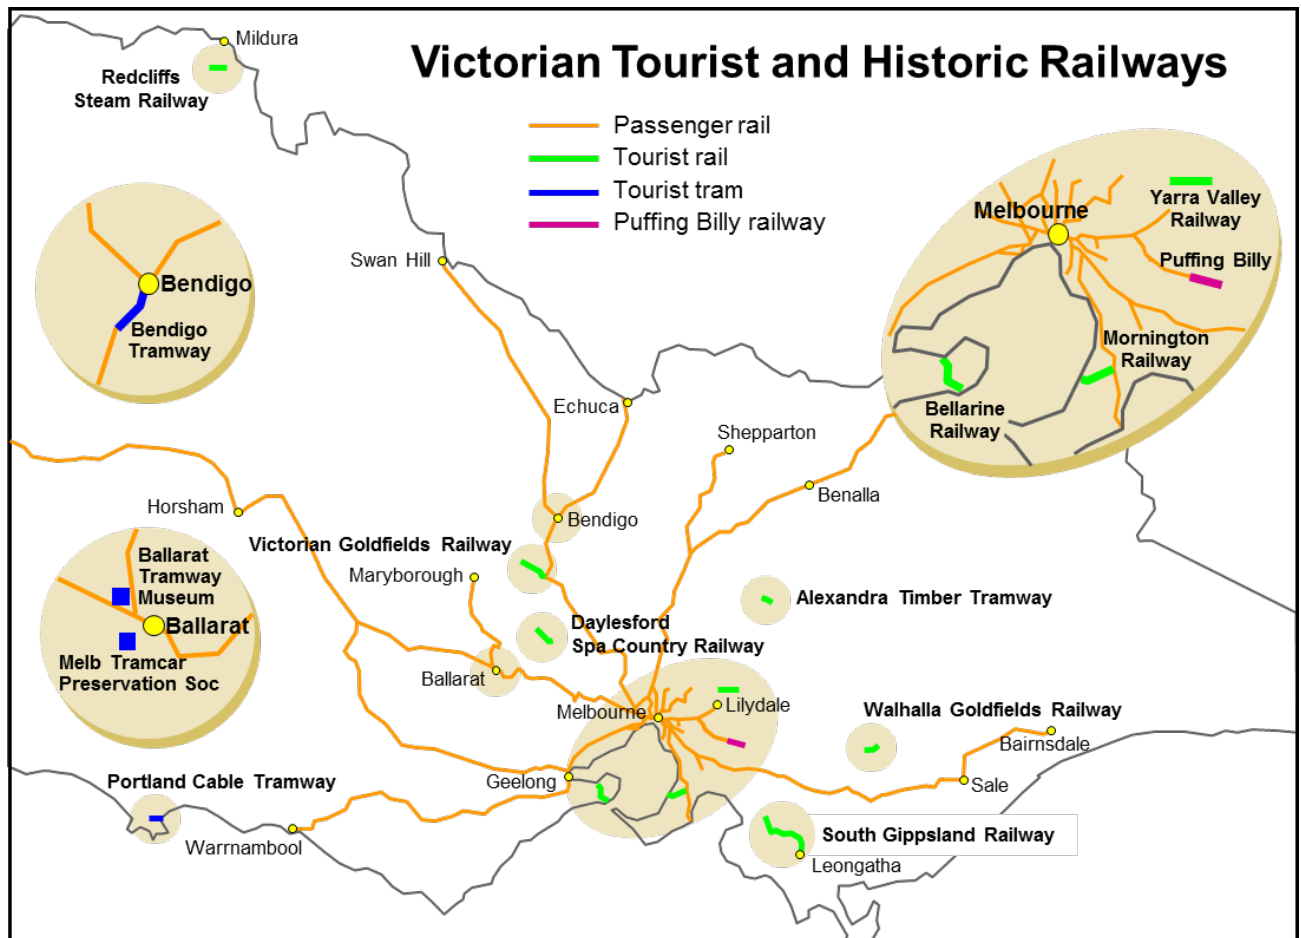 Victorian Tourist and Historic Railways
Mildura
Redcliffs
Steam Railway
Passenger rail
Tourist rail
Tourist tram
Puffing Billy railway
Melbourne
Yarra Valley
Railway
Puffing Billy
Mornington
Railway
Bellarine
Railway
Swan Hill
Bendigo
Bendigo
Tramway
Echuca
Shepparton
Benalla
Horsham
Bendigo
Victorian Goldfields Railway
Maryborough
Ballarat
Tramway
Museum
Ballarat
Melb Tramcar
Preservation Soc
Alexandra Timber Tramway
Daylesford
Spa Country Railway
Ballarat
Melbourne
Lilydale
Walhalla Goldfields Railway
Bairnsdale
Geelong
Sale
Portland Cable Tramway
Warrnambool
South Gippsland Railway
Leongatha